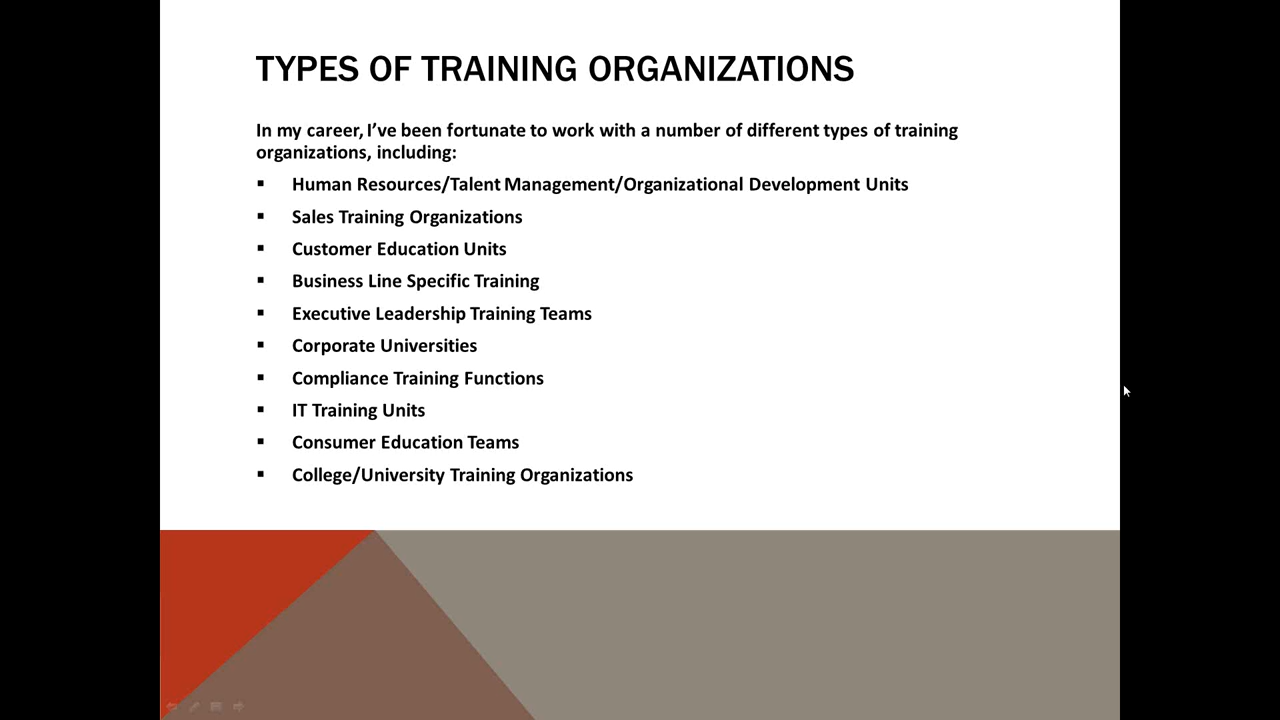 TYPES OF TRAINING ORGANIZATIONS
In my career, I've been fortunate to work with a number of different types of training
organizations, including:
▪ Human Resources/Talent Management/Organizational Development Units
▪ Sales Training Organizations
▪ Customer Education Units
▪ Business Line Specific Training
▪ Executive Leadership Training Teams
▪ Corporate Universities
▪ Compliance Training Functions
▪ IT Training Units
▪ Consumer Education Teams
▪ College/University Training Organizations